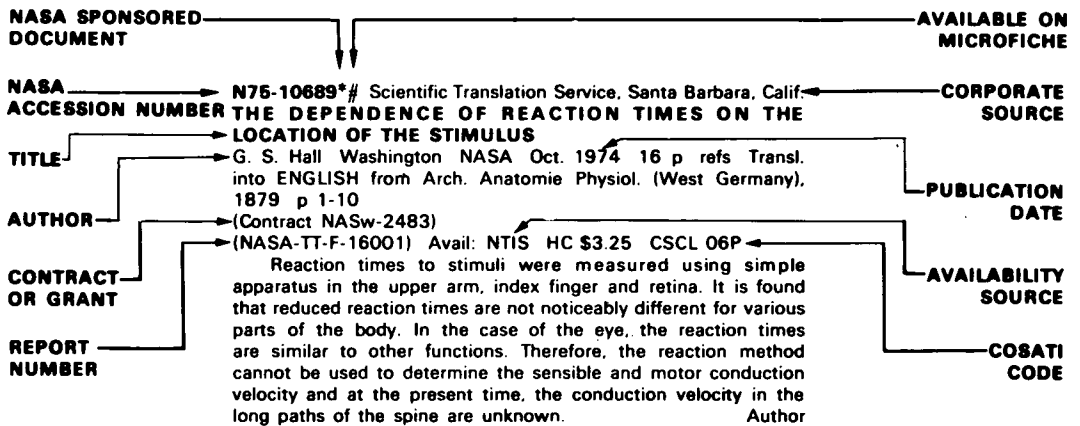 NASA SPONSORED DOCUMENT
AVAILABLE ON MICROFICHE
NASA ACCESSION NUMBER
N75-10689*# Scientific Translation Service, Santa Barbara, Calif.
CORPORATE SOURCE
THE DEPENDENCE OF REACTION TIMES ON THE
LOCATION OF THE STIMULUS
TITLE
G. S. Hall Washington NASA Oct. 1974 16 p refs Transl.
into ENGLISH from Arch. Anatomie Physiol. (West Germany),
1879 p 1-10
PUBLICATION DATE
AUTHOR
(Contract NASw-2483)
(NASA-TT-F-16001) Avail: NTIS HC $3.25 CSCL 06P
CONTRACT OR GRANT
AVAILABILITY SOURCE
Reaction times to stimuli were measured using simple
apparatus in the upper arm, index finger and retina. It is found
that reduced reaction times are not noticeably different for various
parts of the body. In the case of the eye, the reaction times
are similar to other functions. Therefore, the reaction method
cannot be used to determine the sensible and motor conduction
velocity and at the present time, the conduction velocity in the
long paths of the spine are unknown. Author
REPORT NUMBER
COSATI CODE